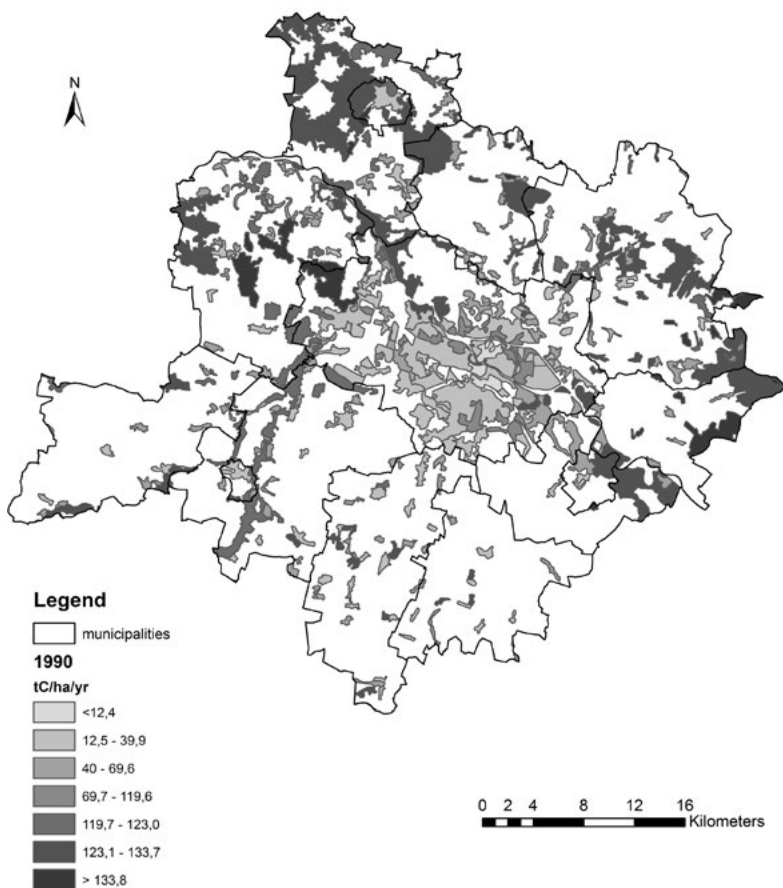 N
Legend
municipalities
1990
tC/ha/yr
<12,4
12,5 - 39,9
40 - 69,6
69,7 - 119,6
119,7 - 123,0
123,1 - 133,7
> 133,8
0 1 2 4 8 12 16
Kilometers